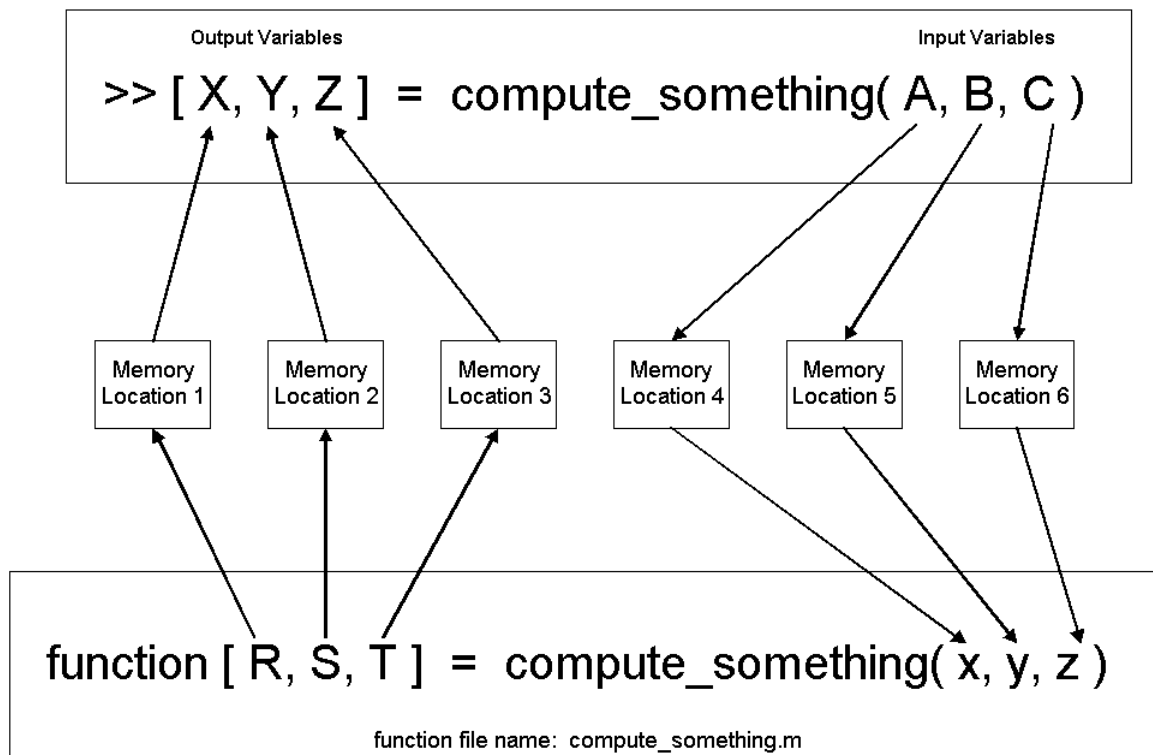 Output Variables
Input Variables
>> [ X, Y, Z ] = compute_something( A, B, C )
Memory Location 1
Memory Location 2
Memory Location 3
Memory Location 4
Memory Location 5
Memory Location 6
function [ R, S, T ] = compute_something( x, y, z )
function file name: compute_something.m